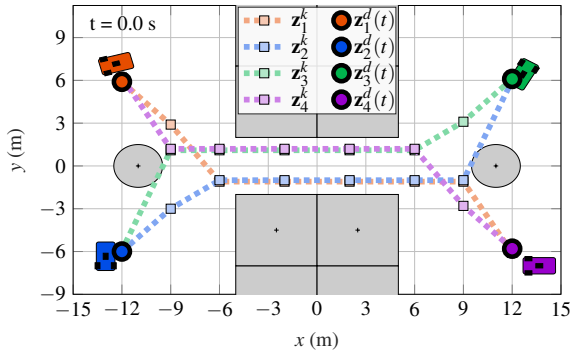 t = 0.0 s
z₁ᵏ z₁ᵈ(t)
z₂ᵏ z₂ᵈ(t)
z₃ᵏ z₃ᵈ(t)
z₄ᵏ z₄ᵈ(t)
9
6
3
0
−3
−6
−9
y (m)
−15 −12 −9 −6 −3 0 3 6 9 12 15
x (m)